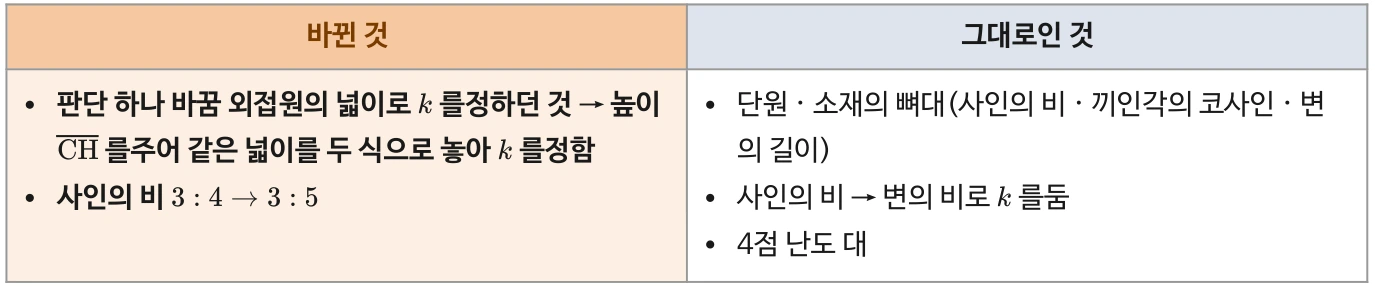 바뀐 것
그대로인 것
• 판단 하나 바꿈 외접원의 넓이로 k 를정하던 것 → 높이
CH 를주어 같은 넓이를 두 식으로 놓아 k 를정함
• 사인의 비 3 : 4 → 3 : 5
• 단원 · 소재의 뼈대(사인의 비 · 끼인각의 코사인 · 변
의 길이)
• 사인의 비 → 변의 비로 k 를둠
• 4점 난도 대